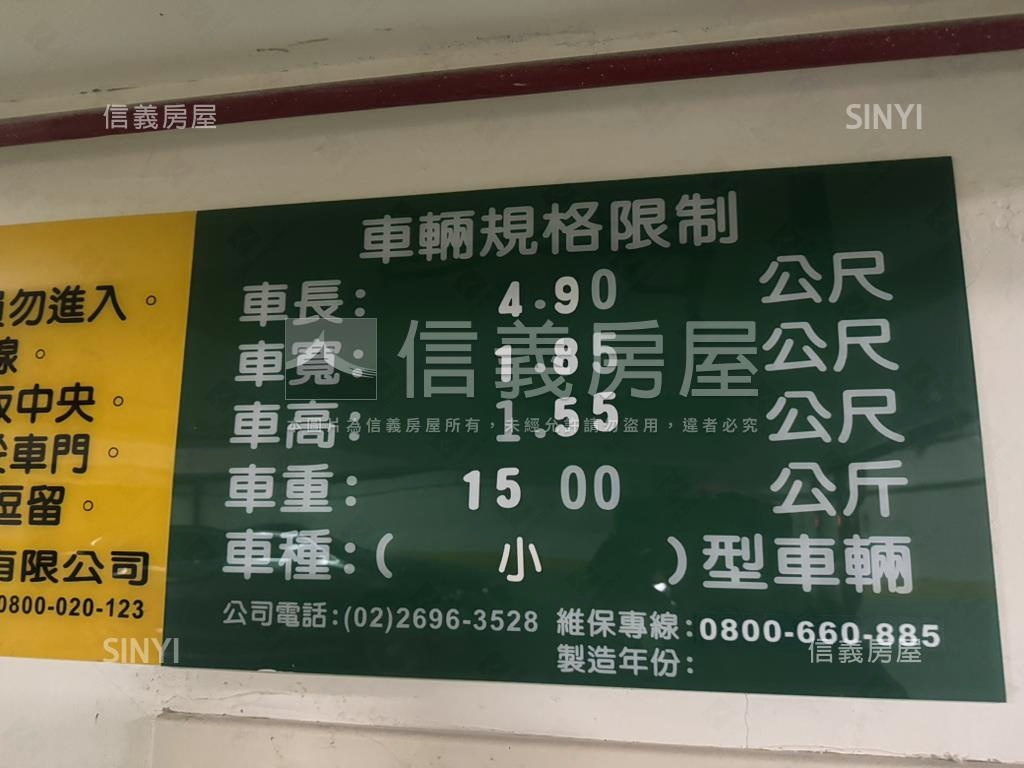 信義房屋
SINYI
勿進入。
線。
板中央。
車門。
逗留。
有限公司
0800-020-123
車輛規格限制
車長: 4.90 公尺
車寬: 1.85 公尺
車高: 1.55 公尺
車重: 1500 公斤
車種:( 小 )型車輛
公司電話:(02)2696-3528
維保專線:0800-660-885
製造年份:
信義房屋
本圖片為信義房屋所有,未經允許請勿盜用,違者必究
SINYI
信義房屋